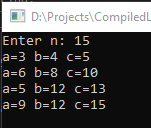 D:\Projects\CompiledL
Enter n: 15
a=3 b=4 c=5
a=6 b=8 c=10
a=5 b=12 c=13
a=9 b=12 c=15